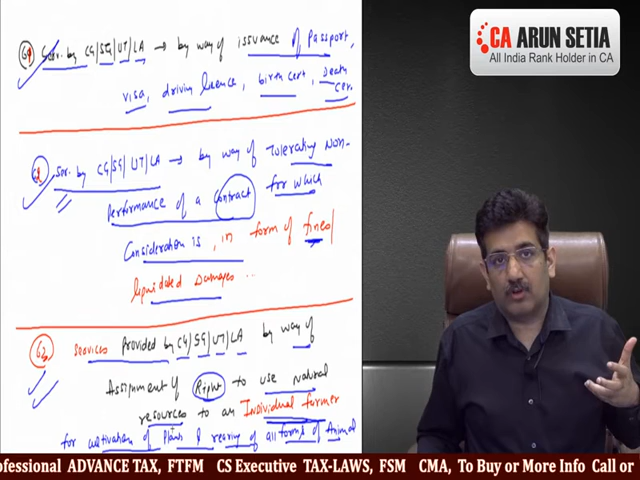 CA ARUN SETIA
All India Rank Holder in CA
Ser. by CG/SG/UT/LA → by way of issuance of Passport,
visa, driving licence, birth cert, Death
Cer.
Ser. by CG/SG/UT/LA → by way of Tolerating Non-
Performance of a Contract for which
Consideration is, in form of fines/
liquidated Damages ...
Services Provided by CG/SG/UT/LA by way of
Assignment of Right to use natural
resources to an Individual farmer
for cultivation of Plants & rearing of all forms of Animal
ofessional ADVANCE TAX, FTFM CS Executive TAX-LAWS, FSM CMA, To Buy or More Info Call or